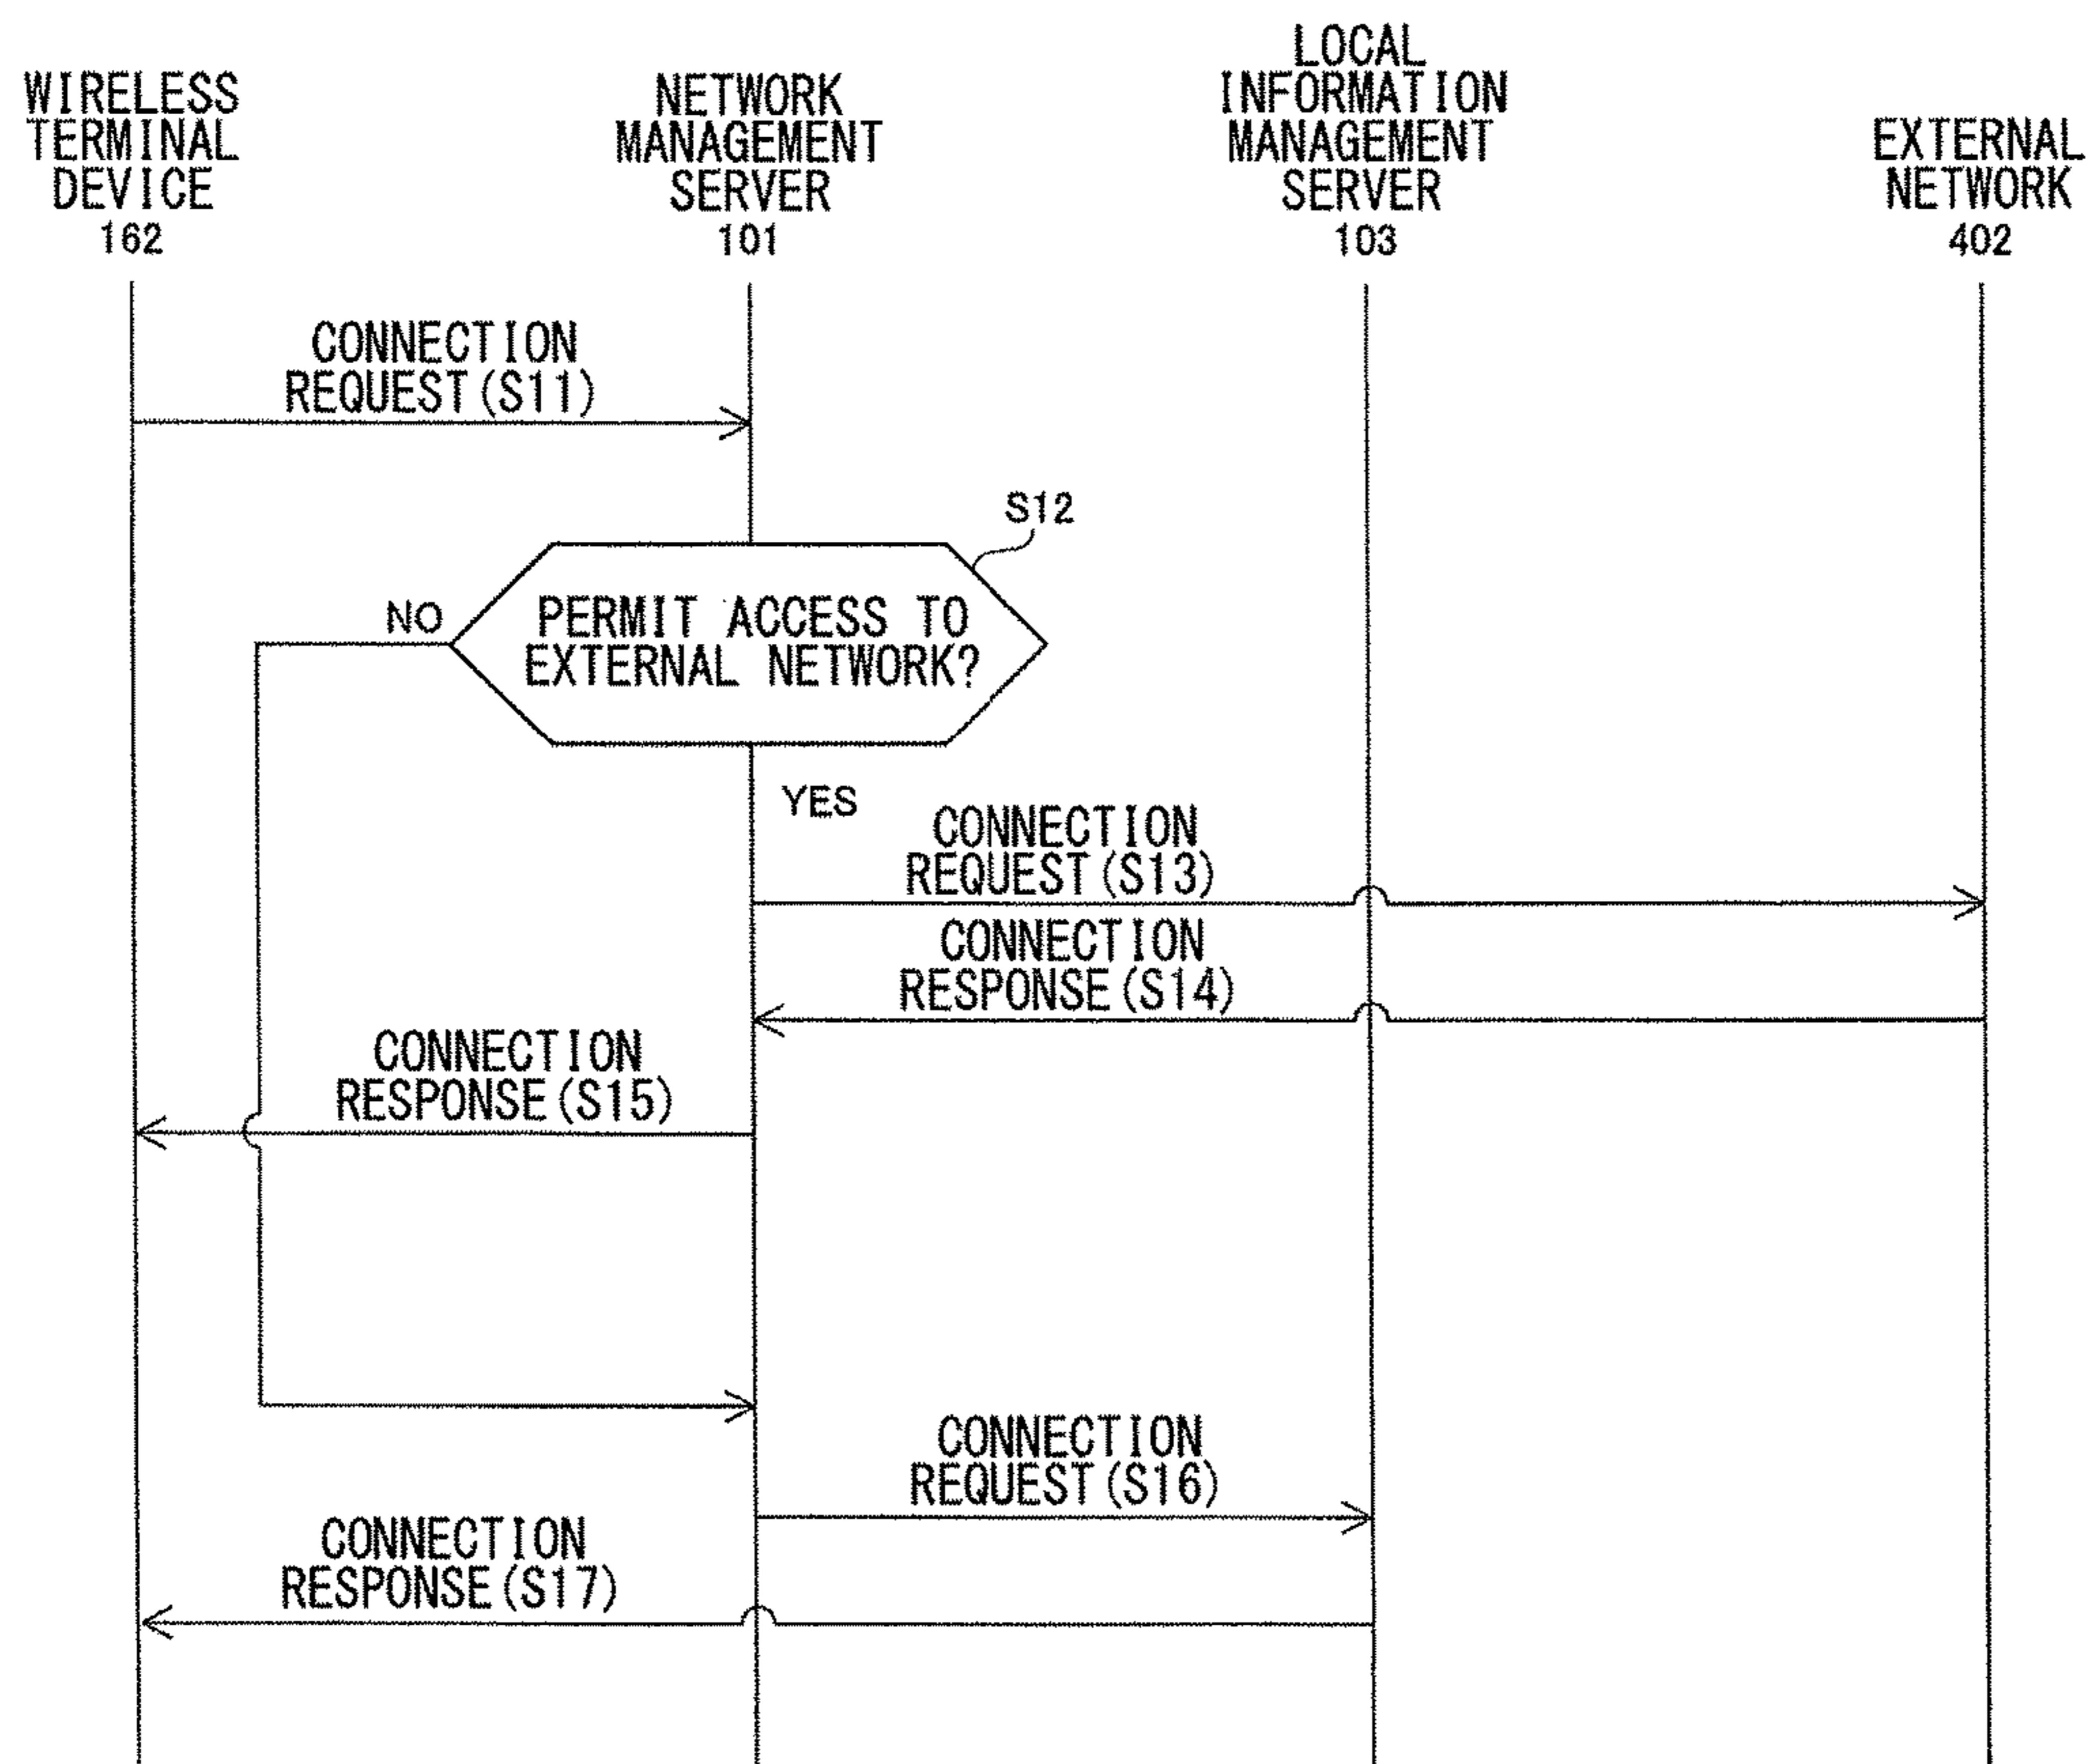 WIRELESS
TERMINAL
DEVICE
162
NETWORK
MANAGEMENT
SERVER
101
LOCAL
INFORMATION
MANAGEMENT
SERVER
103
EXTERNAL
NETWORK
402
CONNECTION
REQUEST(S11)
S12
PERMIT ACCESS TO
EXTERNAL NETWORK?
NO
YES
CONNECTION
REQUEST(S13)
CONNECTION
RESPONSE(S14)
CONNECTION
RESPONSE(S15)
CONNECTION
REQUEST(S16)
CONNECTION
RESPONSE(S17)